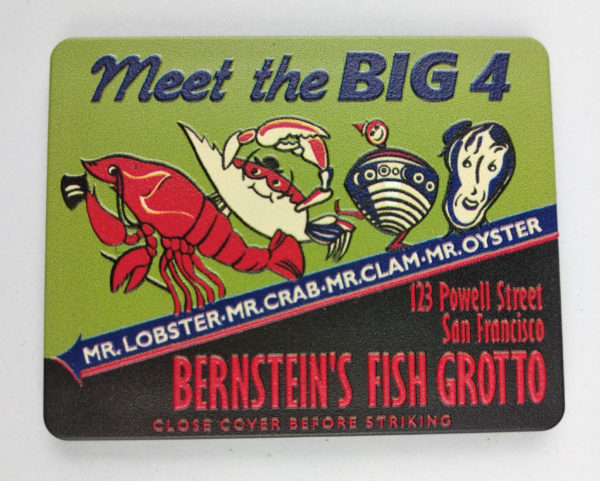 Meet the BIG 4
MR. LOBSTER·MR. CRAB·MR. CLAM·MR. OYSTER
123 Powell Street
San Francisco
BERNSTEIN'S FISH GROTTO
CLOSE COVER BEFORE STRIKING